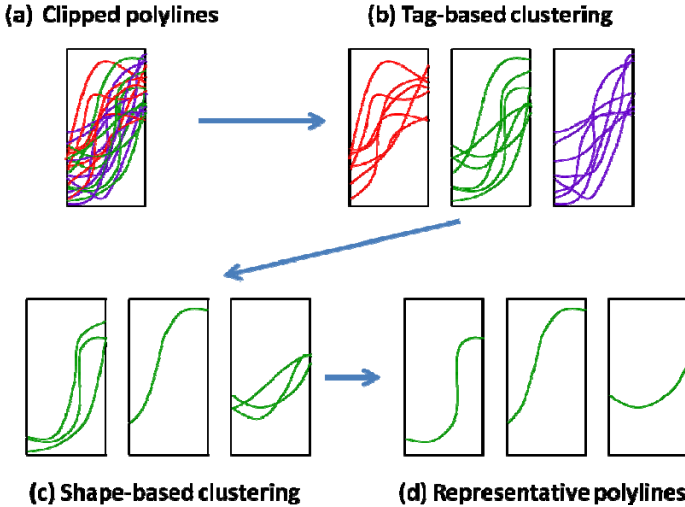 (a) Clipped polylines
(b) Tag-based clustering
(c) Shape-based clustering
(d) Representative polylines